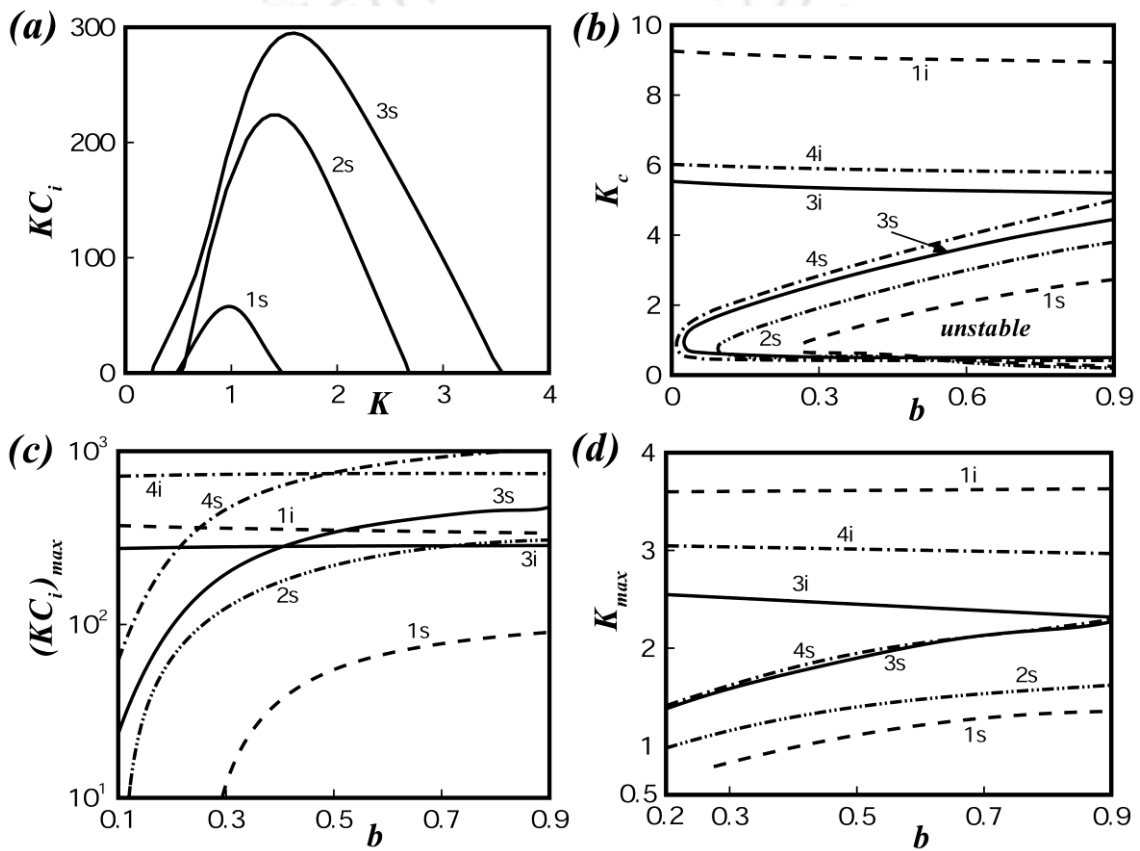 (a)
300
200
100
0
KC_i
3s
2s
1s
0 1 2 3 4
K
(b)
10
8
6
4
2
0
K_c
1i
4i
3i
3s
4s
1s
2s
unstable
0 0.3 0.6 0.9
b
(c)
10^3
10^2
10^1
(KC_i)_max
4i
4s
1i
3s
3i
2s
1s
0.1 0.3 0.5 0.7 0.9
b
(d)
4
3
2
1
0.5
K_max
1i
4i
3i
4s
3s
2s
1s
0.2 0.3 0.5 0.7 0.9
b